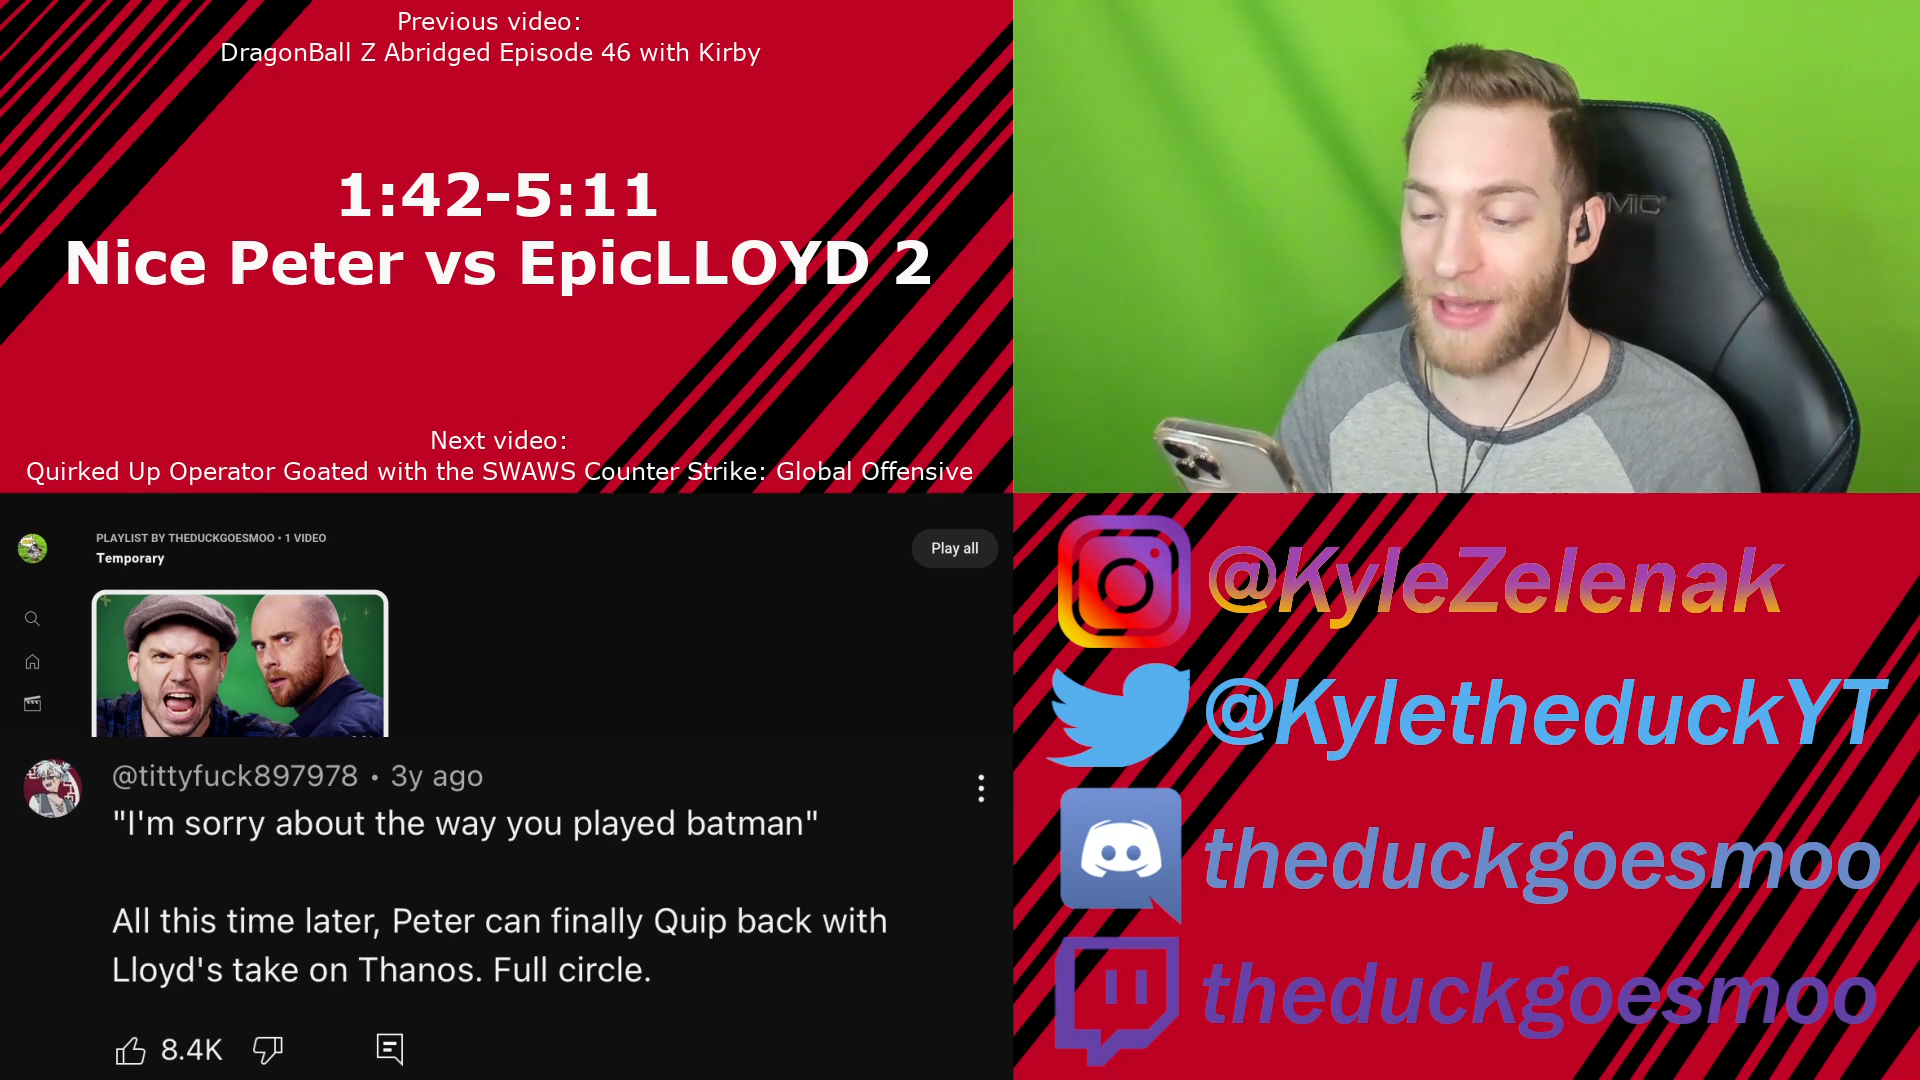 Previous video:
DragonBall Z Abridged Episode 46 with Kirby
1:42-5:11
Nice Peter vs EpicLLOYD 2
Next video:
Quirked Up Operator Goated with the SWAWS Counter Strike: Global Offensive
PLAYLIST BY THEDUCKGOESMOO • 1 VIDEO
Temporary
Play all
@tittyfuck897978 • 3y ago
"I'm sorry about the way you played batman"
All this time later, Peter can finally Quip back with
Lloyd's take on Thanos. Full circle.
8.4K
@KyleZelenak
@KyletheduckYT
theduckgoesmoo
theduckgoesmoo